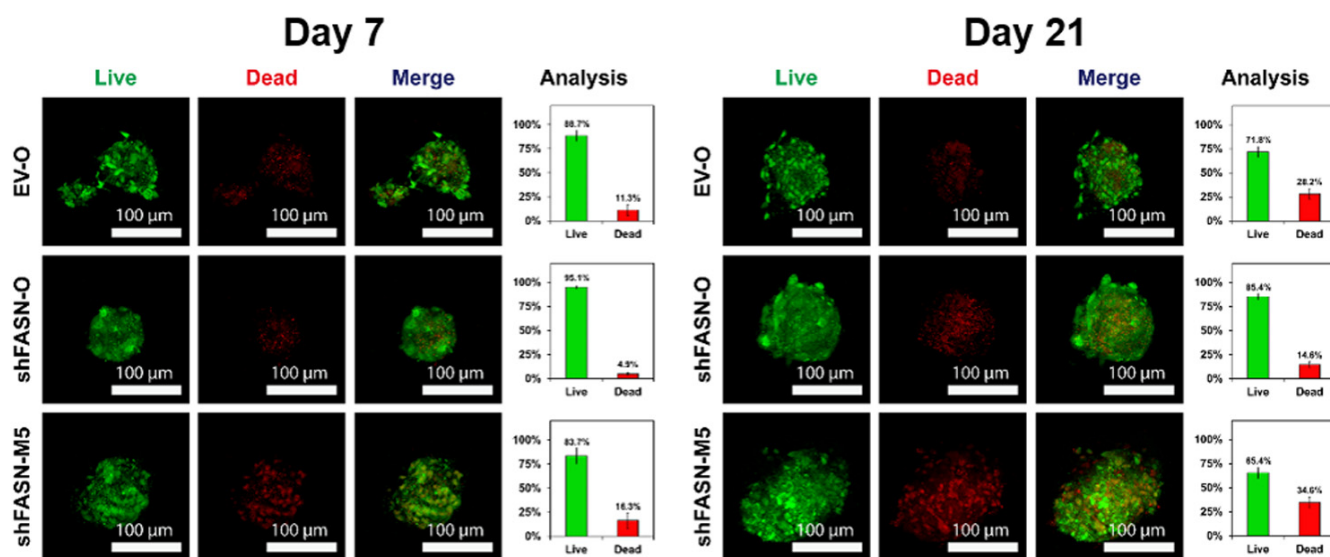 Day 7
Day 21
Live Dead Merge Analysis
Live Dead Merge Analysis
EV-O
100 µm 100 µm 100 µm
100%
75%
50%
25%
0%
88.7%
11.3%
Live Dead
EV-O
100 µm 100 µm 100 µm
100%
75%
50%
25%
0%
71.8%
28.2%
Live Dead
shFASN-O
100 µm 100 µm 100 µm
100%
75%
50%
25%
0%
95.1%
4.9%
Live Dead
shFASN-O
100 µm 100 µm 100 µm
100%
75%
50%
25%
0%
85.4%
14.6%
Live Dead
shFASN-M5
100 µm 100 µm 100 µm
100%
75%
50%
25%
0%
83.7%
16.3%
Live Dead
shFASN-M5
100 µm 100 µm 100 µm
100%
75%
50%
25%
0%
65.4%
34.6%
Live Dead